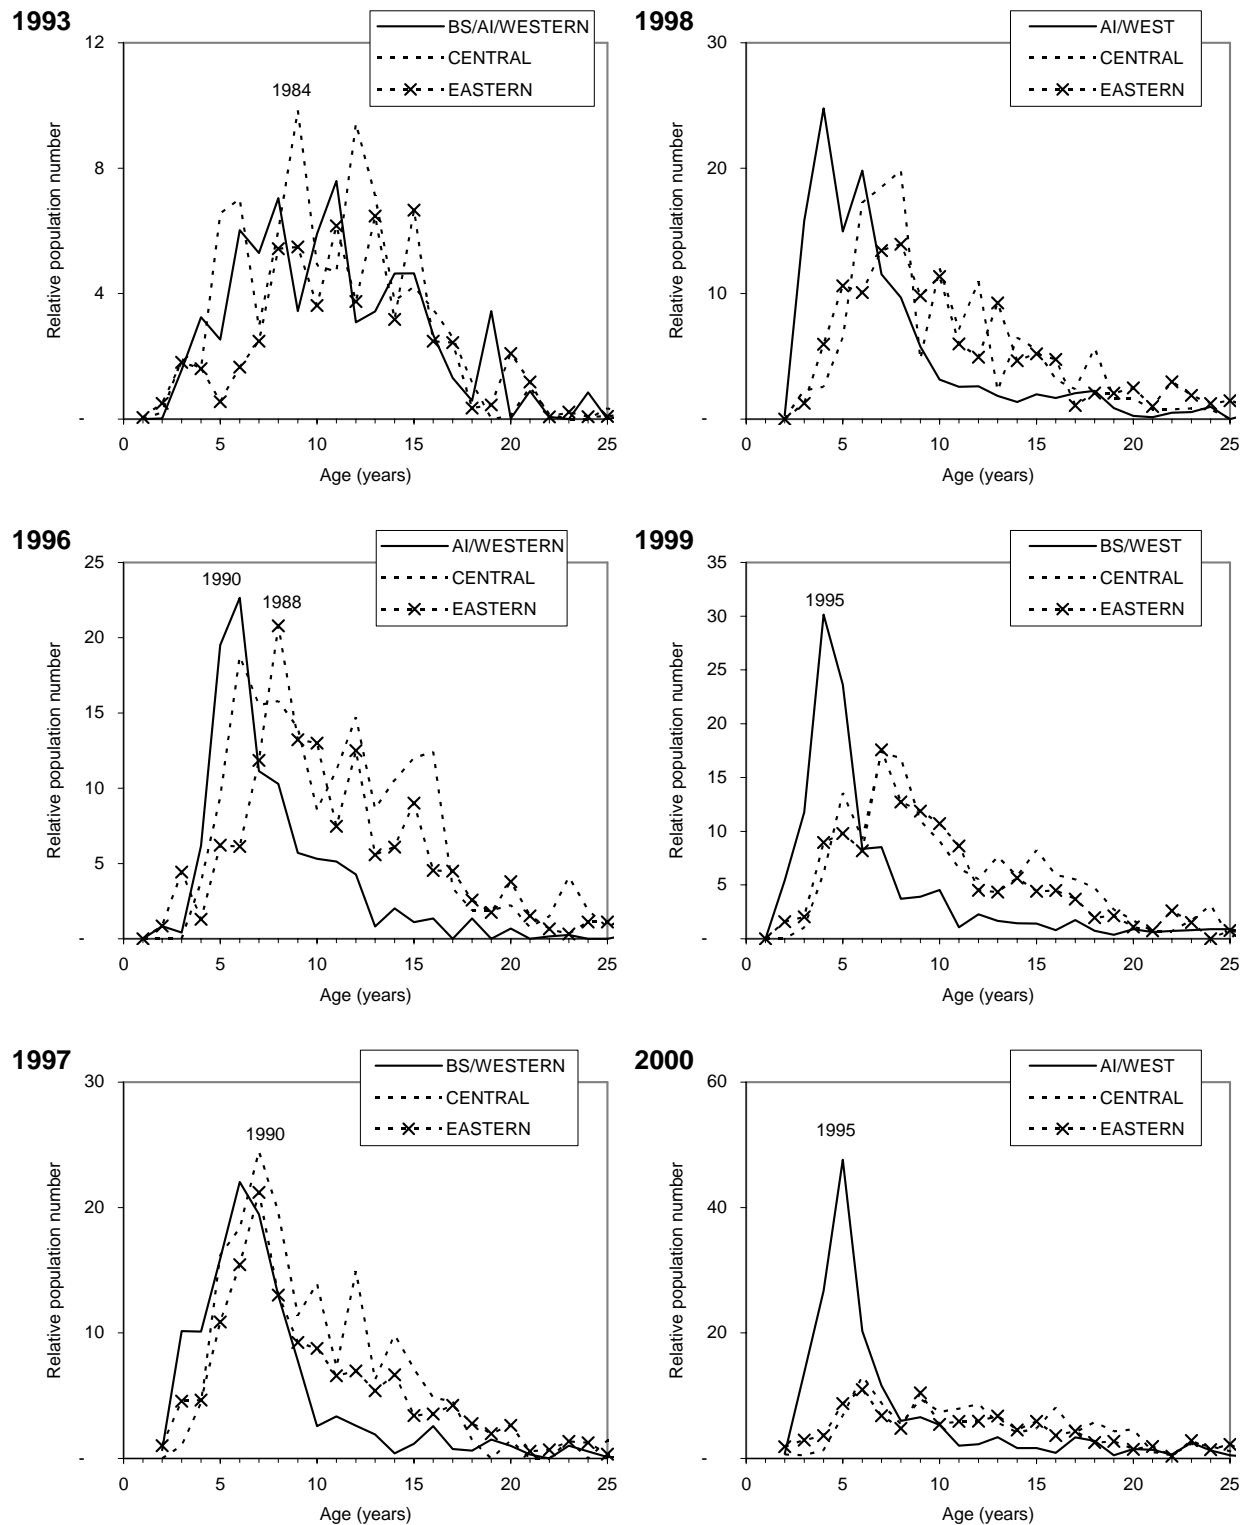 1993
BS/AI/WESTERN
CENTRAL
EASTERN
1984
Relative population number
12
8
4
-
0 5 10 15 20 25
Age (years)
1998
AI/WEST
CENTRAL
EASTERN
Relative population number
30
20
10
-
0 5 10 15 20 25
Age (years)
1996
AI/WESTERN
CENTRAL
EASTERN
1990
1988
Relative population number
25
20
15
10
5
-
0 5 10 15 20 25
Age (years)
1999
BS/WEST
CENTRAL
EASTERN
1995
Relative population number
35
30
25
20
15
10
5
-
0 5 10 15 20 25
Age (years)
1997
BS/WESTERN
CENTRAL
EASTERN
1990
Relative population number
30
20
10
-
0 5 10 15 20 25
Age (years)
2000
AI/WEST
CENTRAL
EASTERN
1995
Relative population number
60
40
20
-
0 5 10 15 20 25
Age (years)